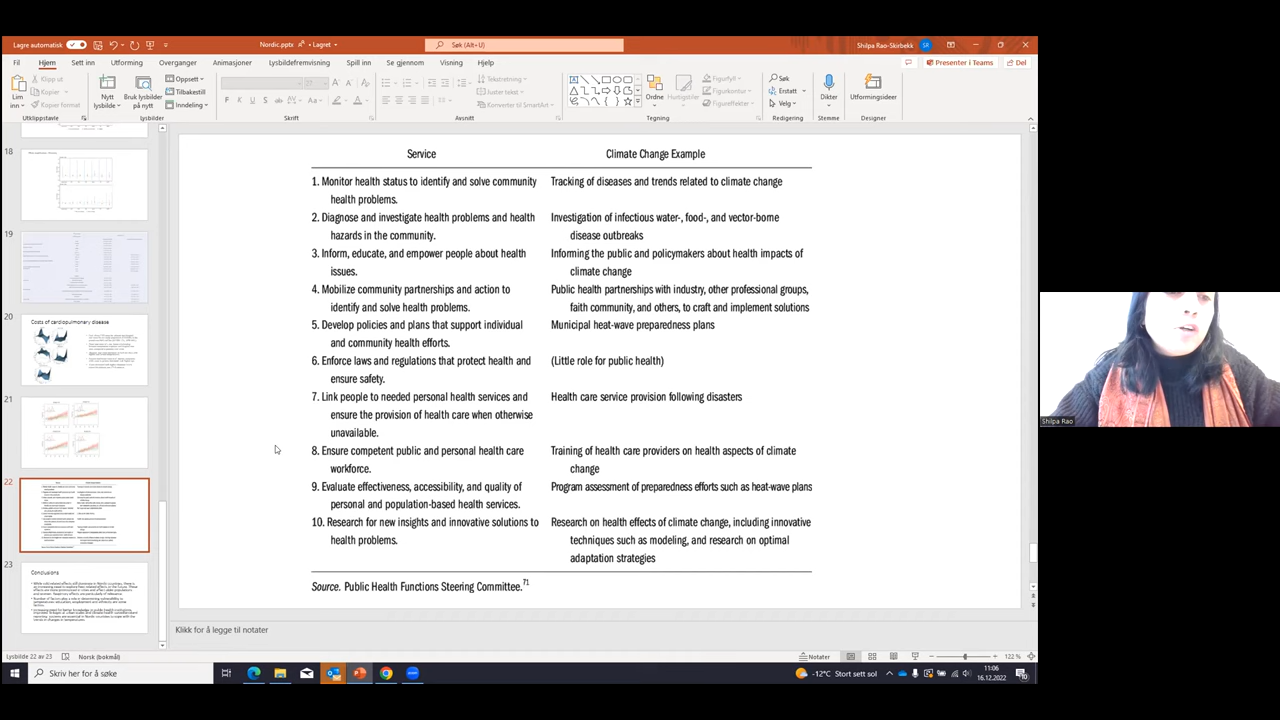 Lagre automatisk
Nordic.pptx
Lagret
Søk (Alt+U)
Shilpa Rao-Skirbekk
SR
Fil
Hjem
Sett inn
Utforming
Overganger
Animasjoner
Lysbildefremvisning
Spill inn
Se gjennom
Visning
Hjelp
Presenter i Teams
Del
Lim inn
Klipp ut
Kopier
Kopier format
Utklippstavle
Nytt lysbilde
Bruk lysbilder på nytt
Oppsett
Tilbakestill
Inndeling
Lysbilder
F K U S
Aa
Skrift
Tekstretning
Juster tekst
Konverter til SmartArt
Avsnitt
Ordne
Hurtigstiler
Figurfyll
Figurkontur
Figureffekter
Tegning
Søk
Erstatt
Velg
Redigering
Dikter
Stemme
Utformingsideer
Designer
18
19
20
Costs of cardiopulmonary disease
21
22
23
Conclusions
Service
Climate Change Example
1. Monitor health status to identify and solve community
health problems.
Tracking of diseases and trends related to climate change
2. Diagnose and investigate health problems and health
hazards in the community.
Investigation of infectious water-, food-, and vector-borne
disease outbreaks
3. Inform, educate, and empower people about health
issues.
Informing the public and policymakers about health impacts of
climate change
4. Mobilize community partnerships and action to
identify and solve health problems.
Public health partnerships with industry, other professional groups,
faith community, and others, to craft and implement solutions
5. Develop policies and plans that support individual
and community health efforts.
Municipal heat-wave preparedness plans
6. Enforce laws and regulations that protect health and
ensure safety.
(Little role for public health)
7. Link people to needed personal health services and
ensure the provision of health care when otherwise
unavailable.
Health care service provision following disasters
8. Ensure competent public and personal health care
workforce.
Training of health care providers on health aspects of climate
change
9. Evaluate effectiveness, accessibility, and quality of
personal and population-based health services.
Program assessment of preparedness efforts such as heat-wave plans
10. Research for new insights and innovative solutions to
health problems.
Research on health effects of climate change, including innovative
techniques such as modeling, and research on optimal
adaptation strategies
Source. Public Health Functions Steering Committee.71
Klikk for å legge til notater
Lysbilde 22 av 23
Norsk (bokmål)
Notater
122 %
Skriv her for å søke
-12°C Stort sett sol
11:06
16.12.2022
Shilpa Rao